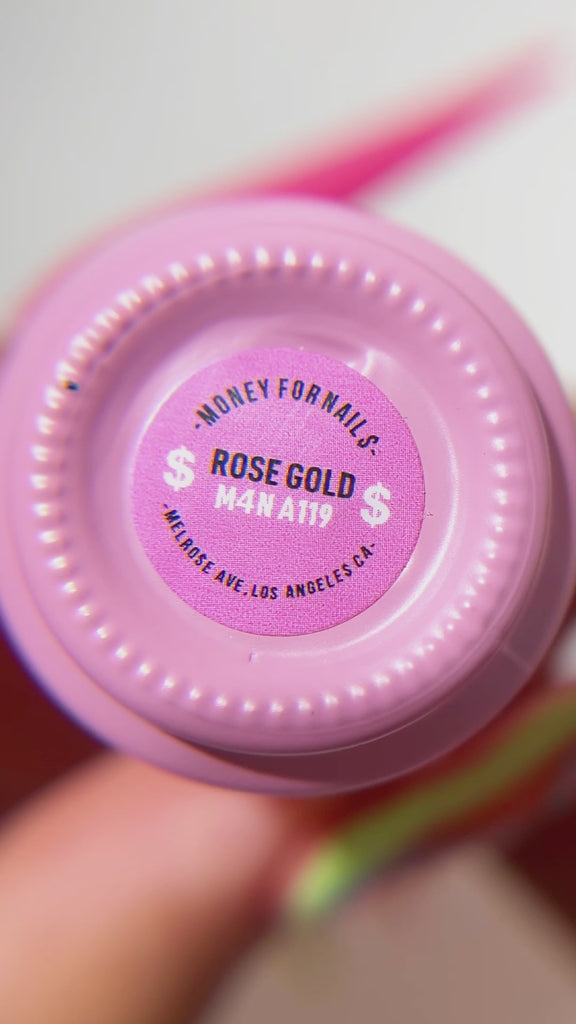 -MONEY FOR NAILS-
$ $
ROSE GOLD
M4N A119
-MELROSE AVE, LOS ANGELES CA-